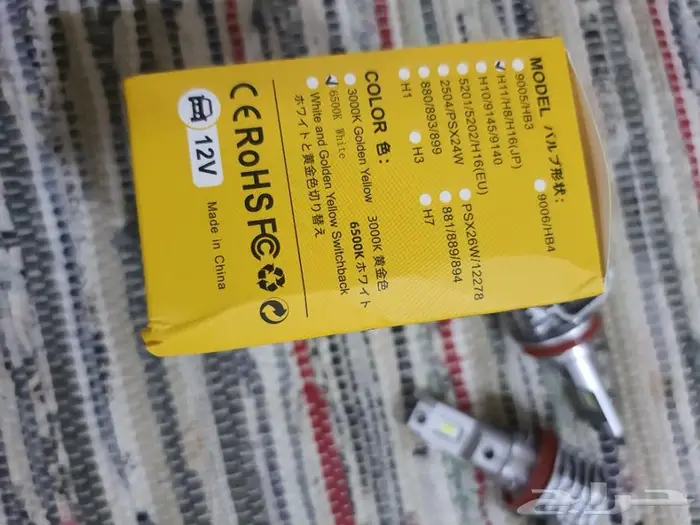 MODEL バルブ形状：
9005/HB3
9006/HB4
✓H11/H8/H16(JP)
H10/9145/9140
5201/5202/H16(EU)
PSX26W/12278
2504/PSX24W
881/889/894
880/893/899
H3
H7
H1
COLOR 色：
3000K Golden Yellow 3000K 黄金色
✓6500K White 6500K ホワイト
White and Golden Yellow Switchback
ホワイトと黄金色切り替え
CE RoHS FC
12V
Made in China
حراج